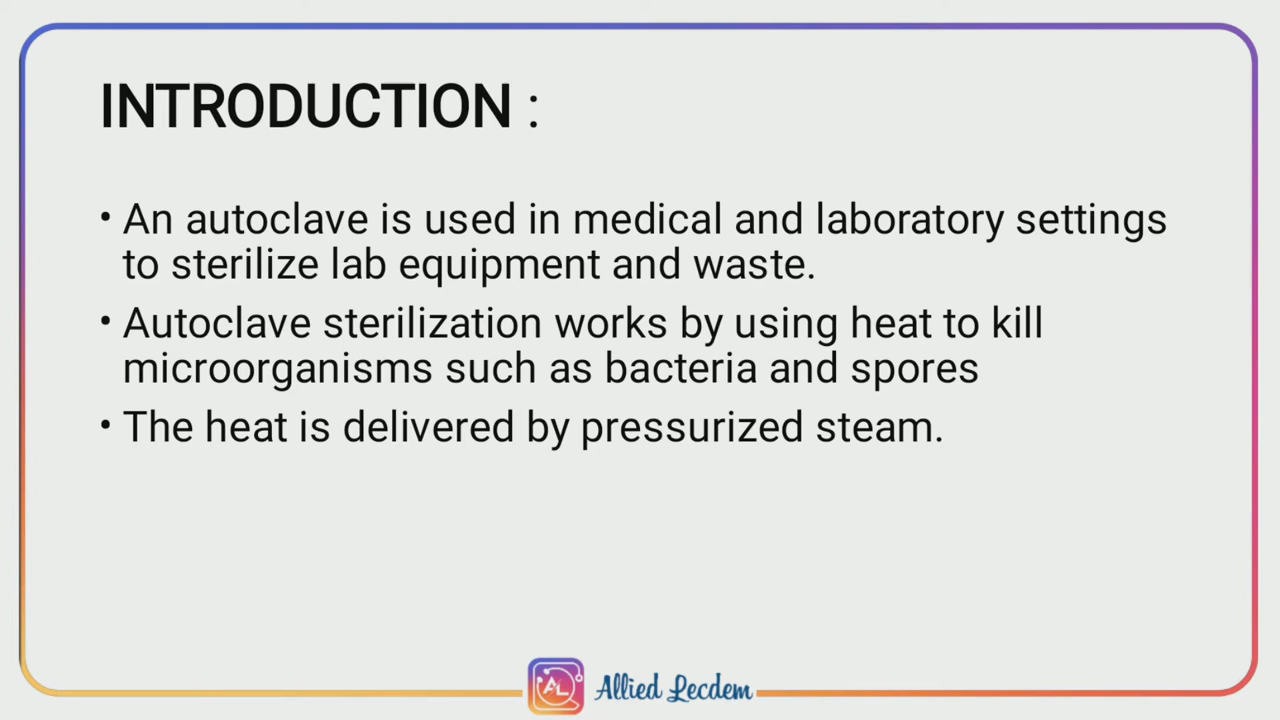 INTRODUCTION :
• An autoclave is used in medical and laboratory settings
to sterilize lab equipment and waste.
• Autoclave sterilization works by using heat to kill
microorganisms such as bacteria and spores
• The heat is delivered by pressurized steam.
AL Allied Lecdem